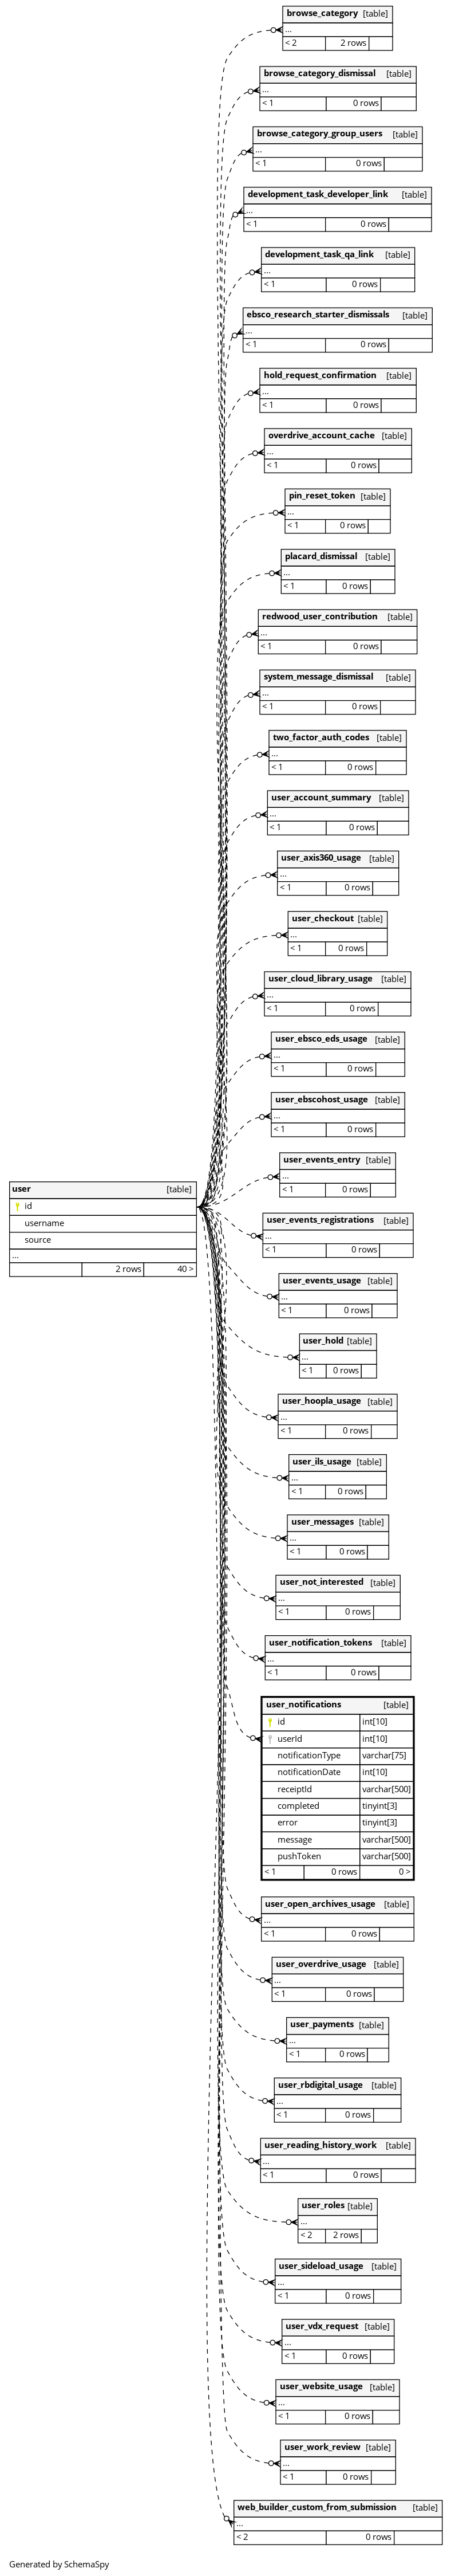 browse_category [table]
...
< 2 2 rows
browse_category_dismissal [table]
...
< 1 0 rows
browse_category_group_users [table]
...
< 1 0 rows
development_task_developer_link [table]
...
< 1 0 rows
development_task_qa_link [table]
...
< 1 0 rows
ebsco_research_starter_dismissals [table]
...
< 1 0 rows
hold_request_confirmation [table]
...
< 1 0 rows
overdrive_account_cache [table]
...
< 1 0 rows
pin_reset_token [table]
...
< 1 0 rows
placard_dismissal [table]
...
< 1 0 rows
redwood_user_contribution [table]
...
< 1 0 rows
system_message_dismissal [table]
...
< 1 0 rows
two_factor_auth_codes [table]
...
< 1 0 rows
user_account_summary [table]
...
< 1 0 rows
user_axis360_usage [table]
...
< 1 0 rows
user_checkout [table]
...
< 1 0 rows
user_cloud_library_usage [table]
...
< 1 0 rows
user_ebsco_eds_usage [table]
...
< 1 0 rows
user_ebscohost_usage [table]
...
< 1 0 rows
user_events_entry [table]
...
< 1 0 rows
user [table]
id
username
source
...
2 rows 40 >
user_events_registrations [table]
...
< 1 0 rows
user_events_usage [table]
...
< 1 0 rows
user_hold [table]
...
< 1 0 rows
user_hoopla_usage [table]
...
< 1 0 rows
user_ils_usage [table]
...
< 1 0 rows
user_messages [table]
...
< 1 0 rows
user_not_interested [table]
...
< 1 0 rows
user_notification_tokens [table]
...
< 1 0 rows
user_notifications [table]
id int[10]
userId int[10]
notificationType varchar[75]
notificationDate int[10]
receiptId varchar[500]
completed tinyint[3]
error tinyint[3]
message varchar[500]
pushToken varchar[500]
< 1 0 rows 0 >
user_open_archives_usage [table]
...
< 1 0 rows
user_overdrive_usage [table]
...
< 1 0 rows
user_payments [table]
...
< 1 0 rows
user_rbdigital_usage [table]
...
< 1 0 rows
user_reading_history_work [table]
...
< 1 0 rows
user_roles [table]
...
< 2 2 rows
user_sideload_usage [table]
...
< 1 0 rows
user_vdx_request [table]
...
< 1 0 rows
user_website_usage [table]
...
< 1 0 rows
user_work_review [table]
...
< 1 0 rows
web_builder_custom_from_submission [table]
...
< 2 0 rows
Generated by SchemaSpy